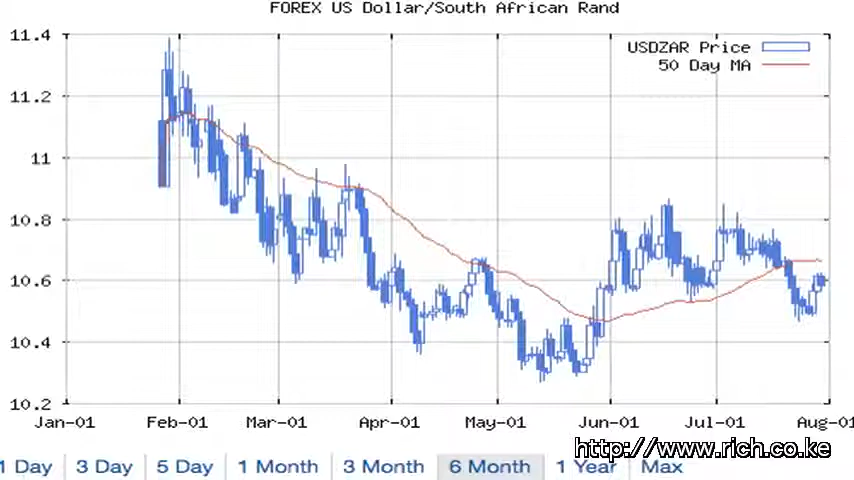 FOREX US Dollar/South African Rand
11.4
USDZAR Price
50 Day MA
11.2
11
10.8
10.6
10.4
10.2
Jan-01 Feb-01 Mar-01 Apr-01 May-01 Jun-01 Jul-01 Aug-01
http://www.rich.co.ke
1 Day 3 Day 5 Day 1 Month 3 Month 6 Month 1 Year Max